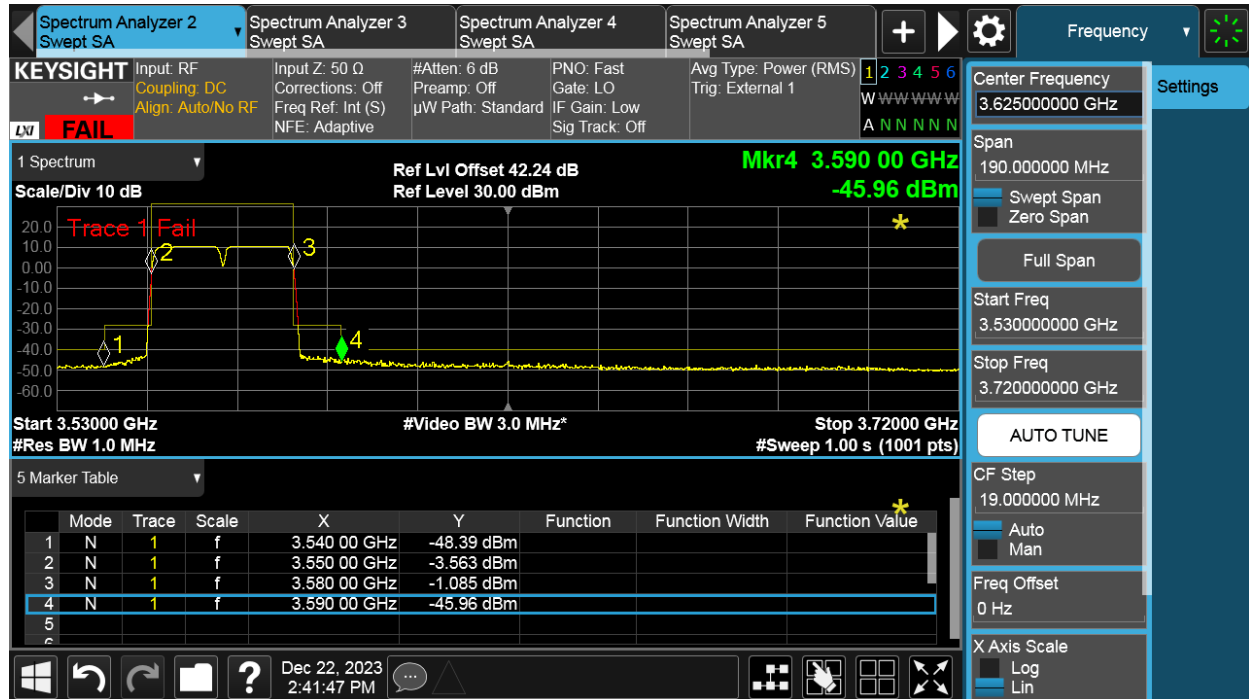 Spectrum Analyzer 2
Swept SA
Spectrum Analyzer 3
Swept SA
Spectrum Analyzer 4
Swept SA
Spectrum Analyzer 5
Swept SA
+
Frequency
KEYSIGHT
LXI
FAIL
Input: RF
Coupling: DC
Align: Auto/No RF
Input Z: 50 Ω
Corrections: Off
Freq Ref: Int (S)
NFE: Adaptive
#Atten: 6 dB
Preamp: Off
µW Path: Standard
PNO: Fast
Gate: LO
IF Gain: Low
Sig Track: Off
Avg Type: Power (RMS)
Trig: External 1
1 2 3 4 5 6
W W W W W W
A N N N N N
1 Spectrum
Scale/Div 10 dB
Ref Lvl Offset 42.24 dB
Ref Level 30.00 dBm
Mkr4 3.590 00 GHz
-45.96 dBm
Trace 1 Fail
20.0
10.0
0.00
-10.0
-20.0
-30.0
-40.0
-50.0
-60.0
1
2
3
4
Start 3.53000 GHz
#Res BW 1.0 MHz
#Video BW 3.0 MHz*
Stop 3.72000 GHz
#Sweep 1.00 s (1001 pts)
5 Marker Table
Mode Trace Scale X Y Function Function Width Function Value
1 N 1 f 3.540 00 GHz -48.39 dBm
2 N 1 f 3.550 00 GHz -3.563 dBm
3 N 1 f 3.580 00 GHz -1.085 dBm
4 N 1 f 3.590 00 GHz -45.96 dBm
5
6
Dec 22, 2023
2:41:47 PM
Settings
Center Frequency
3.625000000 GHz
Span
190.000000 MHz
Swept Span
Zero Span
Full Span
Start Freq
3.530000000 GHz
Stop Freq
3.720000000 GHz
AUTO TUNE
CF Step
19.000000 MHz
Auto
Man
Freq Offset
0 Hz
X Axis Scale
Log
Lin